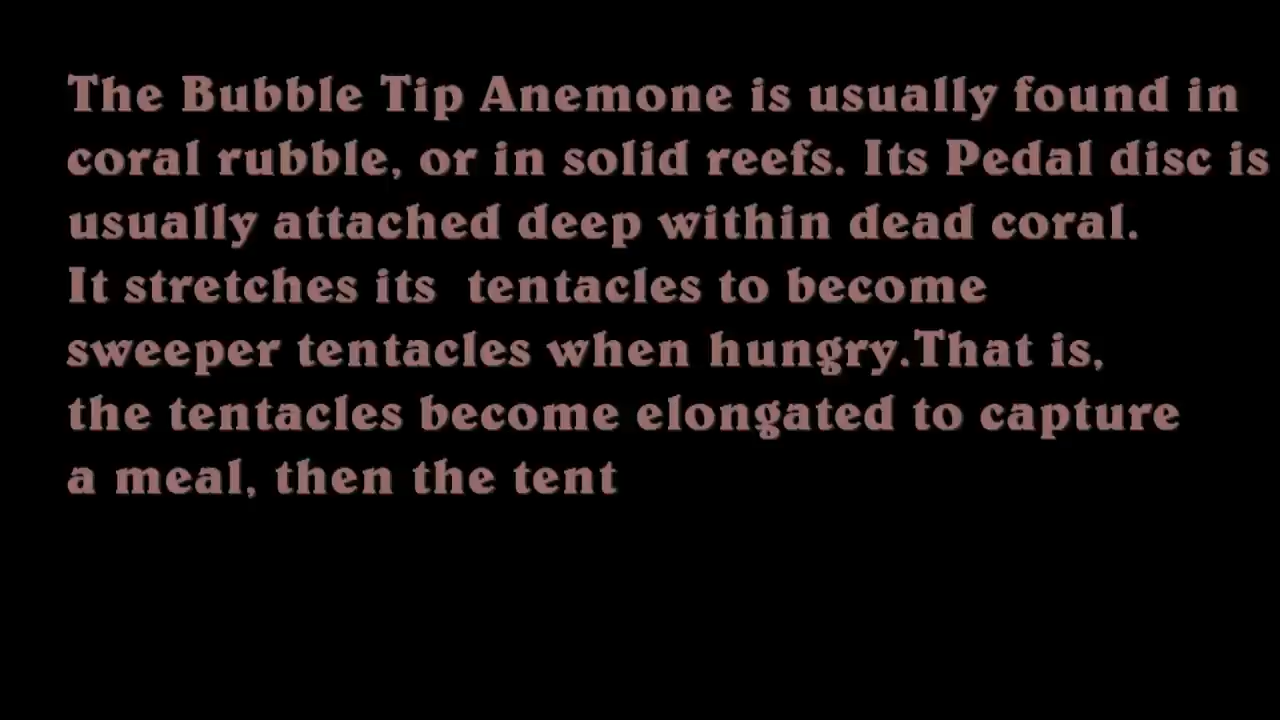 The Bubble Tip Anemone is usually found in
coral rubble, or in solid reefs. Its Pedal disc is
usually attached deep within dead coral.
It stretches its  tentacles to become
sweeper tentacles when hungry.That is,
the tentacles become elongated to capture
a meal, then the tent